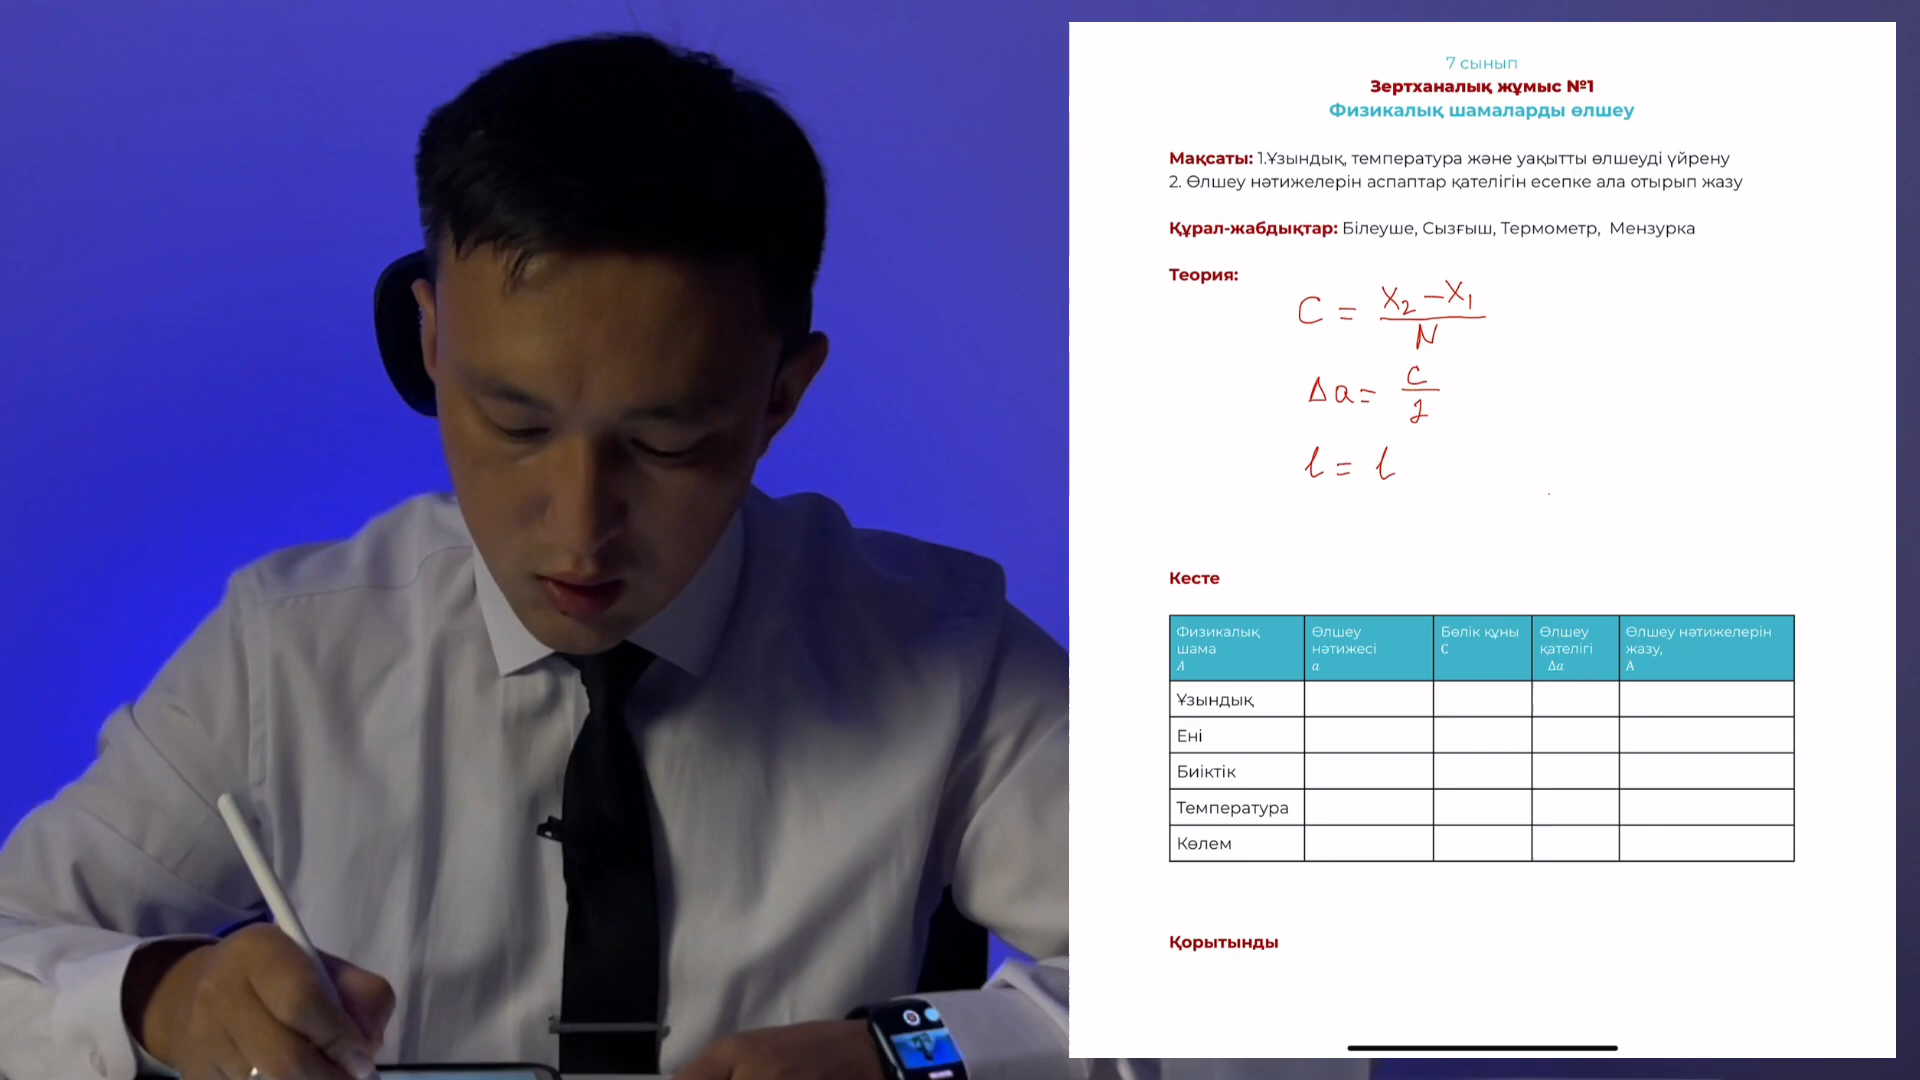 7 сынып
Зертханалық жұмыс №1
Физикалық шамаларды өлшеу
Мақсаты: 1.Ұзындық, температура және уақытты өлшеуді үйрену
2. Өлшеу нәтижелерін аспаптар қателігін есепке ала отырып жазу
Құрал-жабдықтар: Білеуше, Сызғыш, Термометр, Мензурка
Теория:
C = X₂ - X₁ / N
Δa = c / 2
l = l
Кесте
Физикалық шама A | Өлшеу нәтижесі a | Бөлік құны C | Өлшеу қателігі Δa | Өлшеу нәтижелерін жазу, A
Ұзындық
Ені
Биіктік
Температура
Көлем
Қорытынды